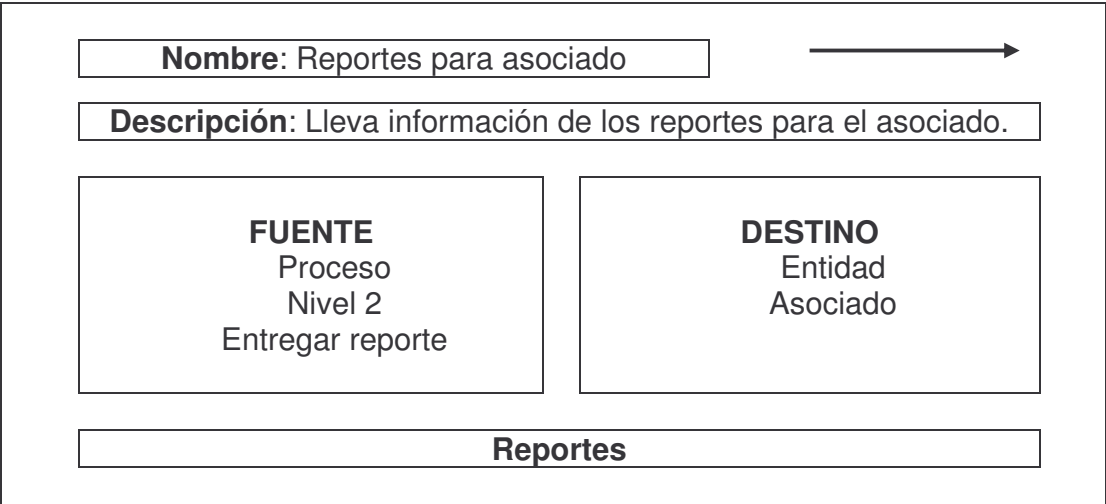 Nombre: Reportes para asociado
Descripción: Lleva información de los reportes para el asociado.
FUENTE
Proceso
Nivel 2
Entregar reporte
DESTINO
Entidad
Asociado
Reportes